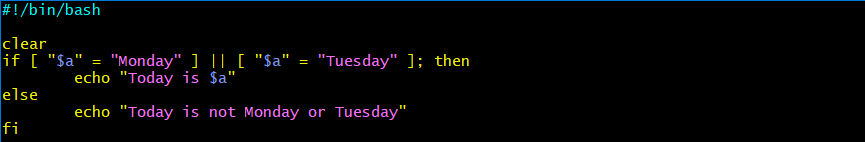 #!/bin/bash
clear
if [ "$a" = "Monday" ] || [ "$a" = "Tuesday" ]; then
echo "Today is $a"
else
echo "Today is not Monday or Tuesday"
fi